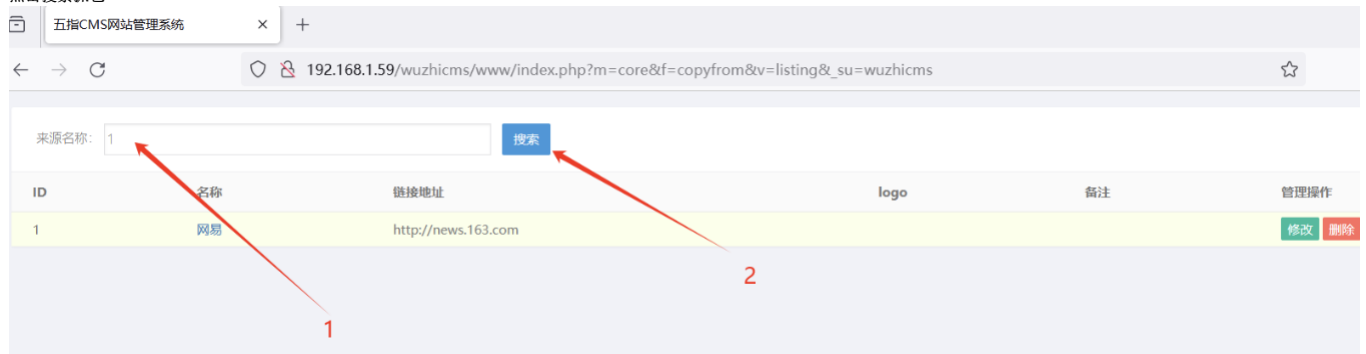 五指CMS网站管理系统
192.168.1.59/wuzhicms/www/index.php?m=core&f=copyfrom&v=listing&_su=wuzhicms
来源名称: 1 搜索
ID 名称 链接地址 logo 备注 管理操作
1 网易 http://news.163.com 修改 删除
2
1